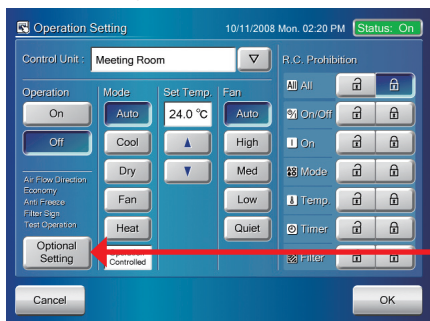 Operation Setting
10/11/2008 Mon. 02:20 PM
Status: On
Control Unit :
Meeting Room
R.C. Prohibition
All All
Operation
Mode
Set Temp.
Fan
On
Auto
24.0 °C
Auto
On/Off
Off
Cool
High
On
Air Flow Direction
Economy
Anti Freeze
Filter Sign
Test Operation
Dry
Med
Mode
Fan
Low
Temp.
Heat
Quiet
Timer
Optional
Setting
Controlled
Filter
Cancel
OK